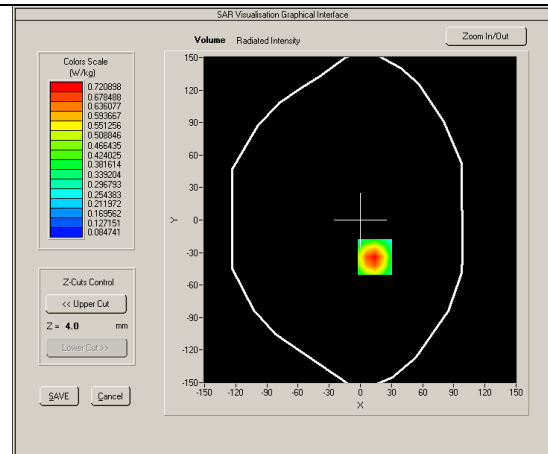 SAR Visualisation Graphical Interface
Volume Radiated Intensity
Zoom In/Out
Colors Scale
(W/kg)
0.720898
0.678488
0.636077
0.593667
0.551256
0.508846
0.466435
0.424025
0.381614
0.339204
0.296793
0.254383
0.211972
0.169562
0.127151
0.084741
Z-Cuts Control
<< Upper Cut
Z = 4.0 mm
Lower Cut >>
SAVE Cancel
150
120
90
60
30
0
-30
-60
-90
-120
-150
Y
-150 -120 -90 -60 -30 0 30 60 90 120 150
X